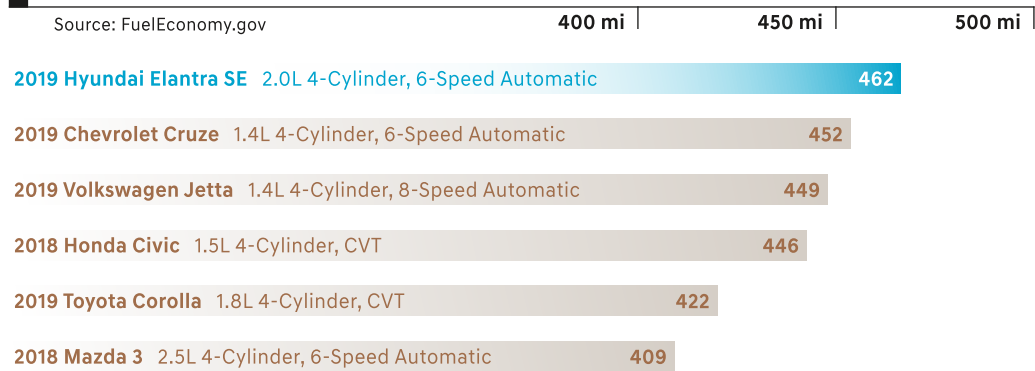 Source: FuelEconomy.gov 400 mi 450 mi 500 mi
2019 Hyundai Elantra SE 2.0L 4-Cylinder, 6-Speed Automatic 462
2019 Chevrolet Cruze 1.4L 4-Cylinder, 6-Speed Automatic 452
2019 Volkswagen Jetta 1.4L 4-Cylinder, 8-Speed Automatic 449
2018 Honda Civic 1.5L 4-Cylinder, CVT 446
2019 Toyota Corolla 1.8L 4-Cylinder, CVT 422
2018 Mazda 3 2.5L 4-Cylinder, 6-Speed Automatic 409